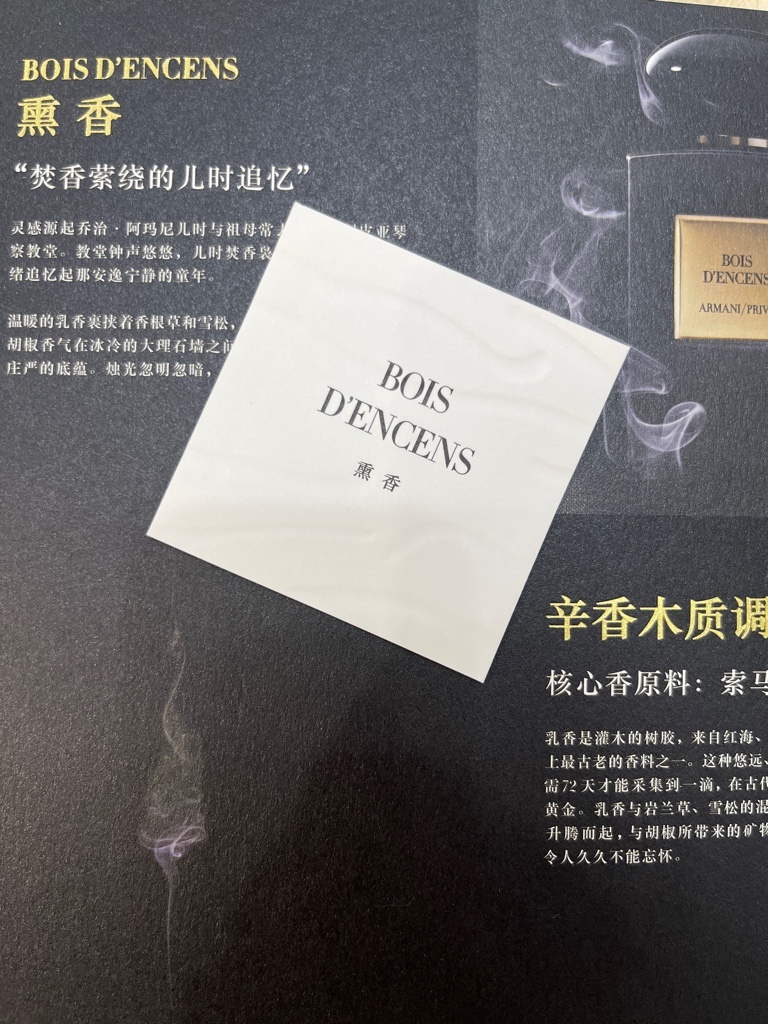 BOIS D'ENCENS
熏香
“焚香萦绕的儿时追忆”
灵感源起乔治·阿玛尼儿时与祖母常 皮亚琴
察教堂。教堂钟声悠悠，儿时焚香袅
绪追忆起那安逸宁静的童年。
温暖的乳香裹挟着香根草和雪松，
胡椒香气在冰冷的大理石墙之间
庄严的底蕴。烛光忽明忽暗，
BOIS
D'ENCENS
ARMANI/PRIV
BOIS
D'ENCENS
熏香
辛香木质调
核心香原料：索马
乳香是灌木的树胶，来自红海、
上最古老的香料之一。这种悠远、
需72天才能采集到一滴，在古代
黄金。乳香与岩兰草、雪松的混
升腾而起，与胡椒所带来的矿物
令人久久不能忘怀。